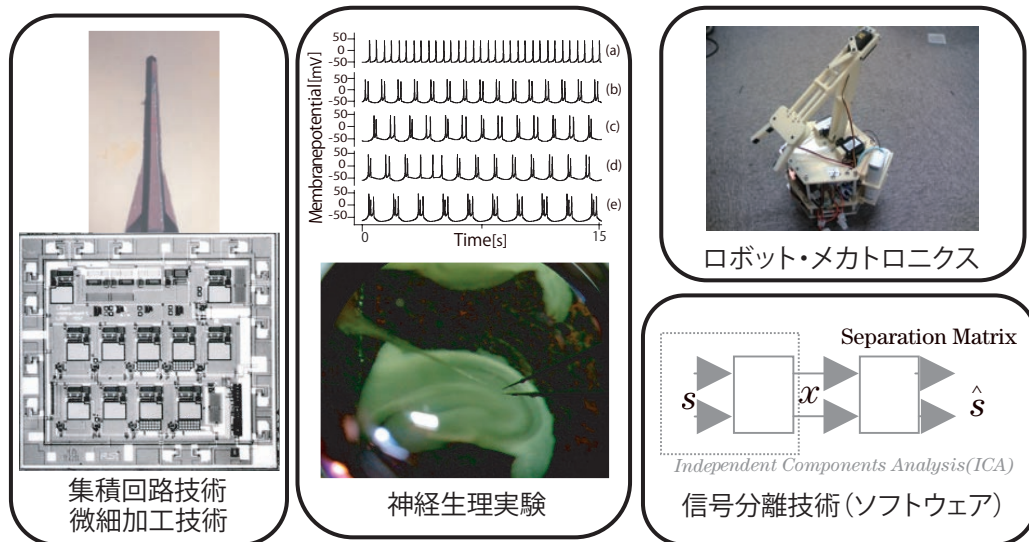 集積回路技術
微細加工技術
Membranepotential[mV]
50
0
-50
(a)
50
0
-50
(b)
50
0
-50
(c)
50
0
-50
(d)
50
0
-50
(e)
0
Time[s]
15
神経生理実験
ロボット・メカトロニクス
Separation Matrix
s
x
ŝ
Independent Components Analysis(ICA)
信号分離技術(ソフトウェア)